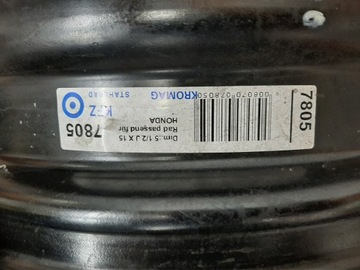 7805
KROMAG
KFZ
STAHLRAD
7805
Dim. 5 1/2 J X 15
Rad passend für
HONDA